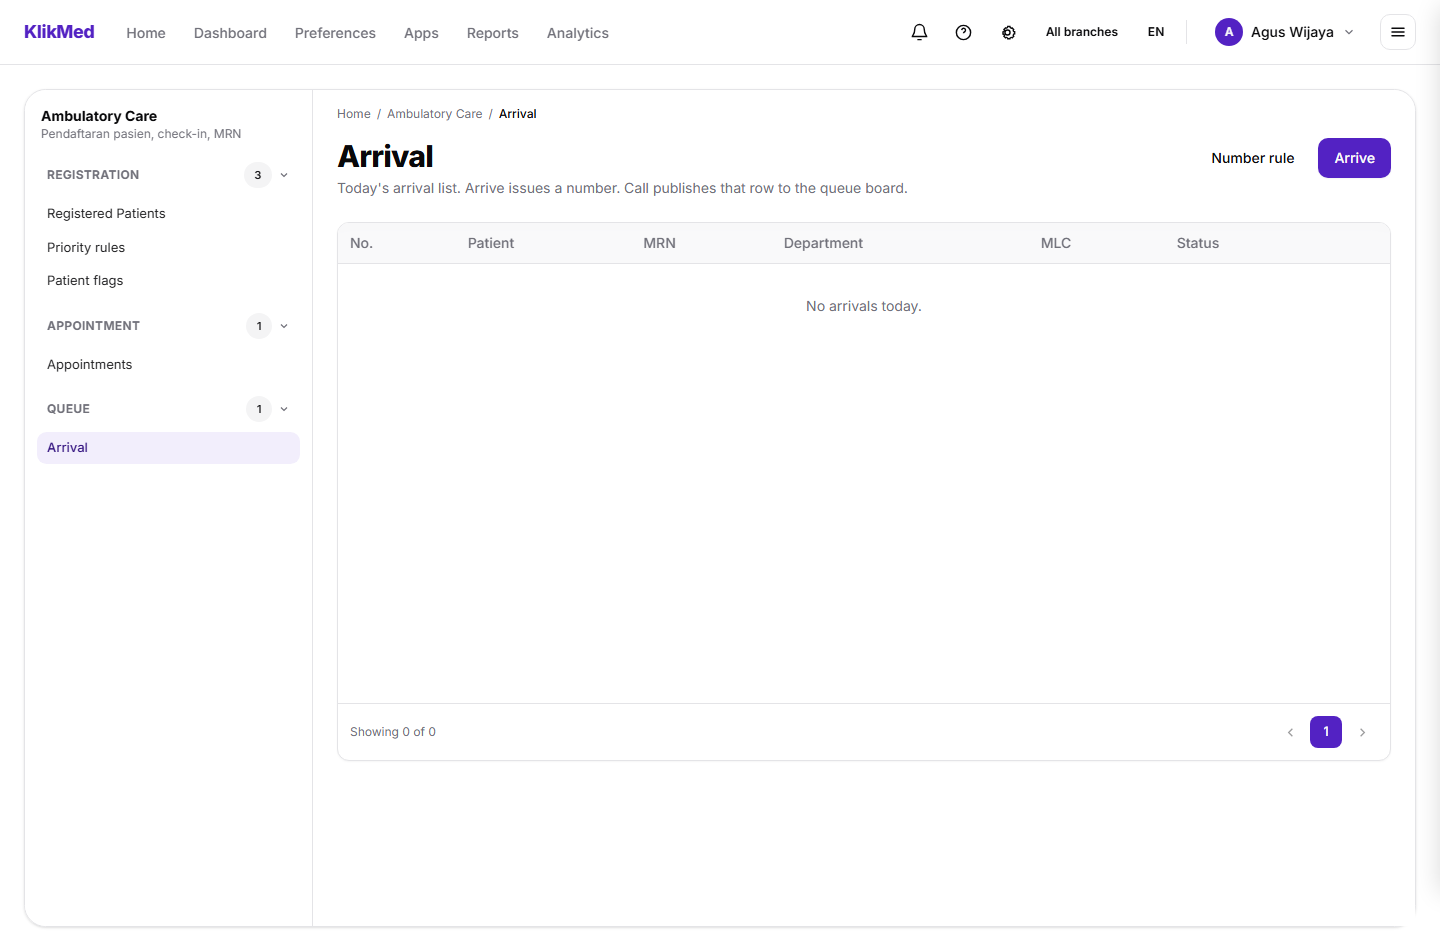 KlikMed
Home Dashboard Preferences Apps Reports Analytics
All branches EN A Agus Wijaya
Ambulatory Care
Pendaftaran pasien, check-in, MRN
REGISTRATION 3
Registered Patients
Priority rules
Patient flags
APPOINTMENT 1
Appointments
QUEUE 1
Arrival
Home / Ambulatory Care / Arrival
Arrival
Number rule Arrive
Today's arrival list. Arrive issues a number. Call publishes that row to the queue board.
No. Patient MRN Department MLC Status
No arrivals today.
Showing 0 of 0
1